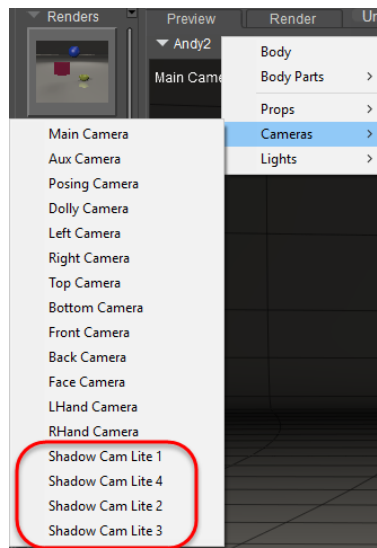 Renders
Preview
Render
Andy2
Main Came
Body
Body Parts
Props
Cameras
Lights
Main Camera
Aux Camera
Posing Camera
Dolly Camera
Left Camera
Right Camera
Top Camera
Bottom Camera
Front Camera
Back Camera
Face Camera
LHand Camera
RHand Camera
Shadow Cam Lite 1
Shadow Cam Lite 4
Shadow Cam Lite 2
Shadow Cam Lite 3